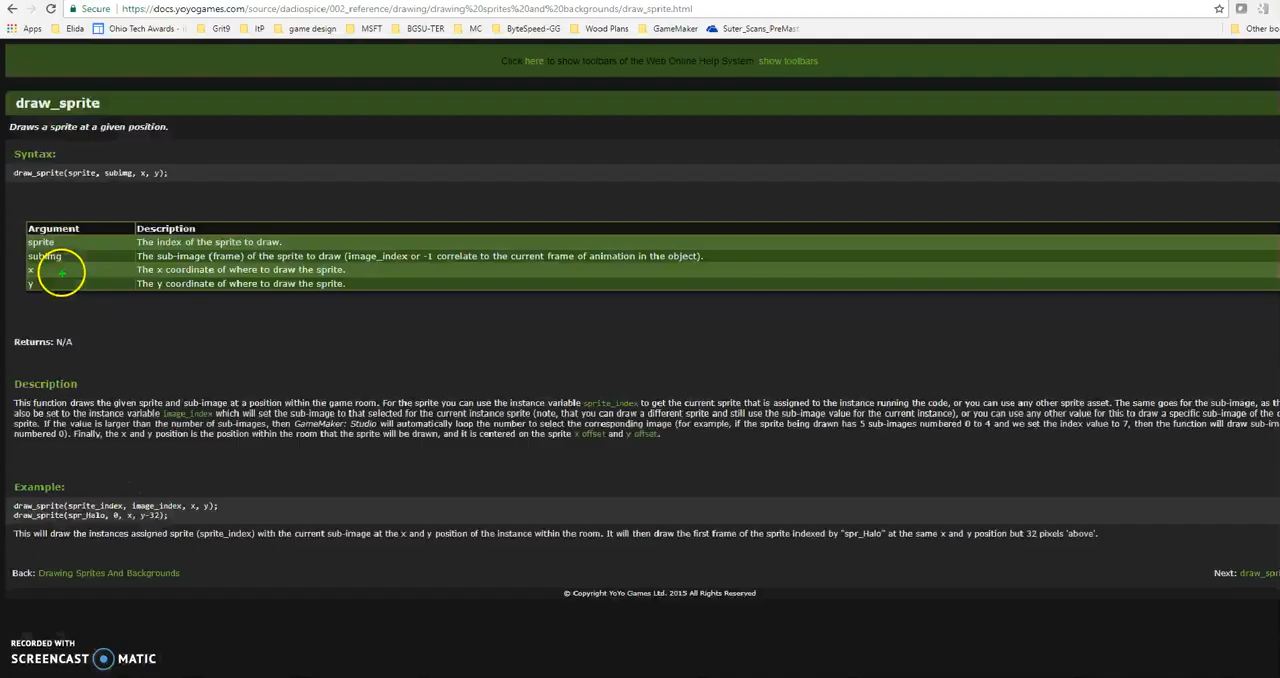 Secure https://docs.yoyogames.com/source/dadiospice/002_reference/drawing/drawing%20sprites%20and%20backgrounds/draw_sprite.html
Apps Elida Ohio Tech Awards - Grit9 ItP game design MSFT BGSU-TER MC ByteSpeed-GG Wood Plans GameMaker Suter_Scans_PreMast Other bo
Click here to show toolbars of the Web Online Help System show toolbars
draw_sprite
Draws a sprite at a given position.
Syntax:
draw_sprite(sprite, subimg, x, y);
Argument Description
sprite The index of the sprite to draw.
subimg The sub-image (frame) of the sprite to draw (image_index or -1 correlate to the current frame of animation in the object).
x The x coordinate of where to draw the sprite.
y The y coordinate of where to draw the sprite.
Returns: N/A
Description
This function draws the given sprite and sub-image at a position within the game room. For the sprite you can use the instance variable sprite_index to get the current sprite that is assigned to the instance running the code, or you can use any other sprite asset. The same goes for the sub-image, as th
also be set to the instance variable image_index which will set the sub-image to that selected for the current instance sprite (note, that you can draw a different sprite and still use the sub-image value for the current instance), or you can use any other value for this to draw a specific sub-image of the c
sprite. If the value is larger than the number of sub-images, then GameMaker: Studio will automatically loop the number to select the corresponding image (for example, if the sprite being drawn has 5 sub-images numbered 0 to 4 and we set the index value to 7, then the function will draw sub-im
numbered 0). Finally, the x and y position is the position within the room that the sprite will be drawn, and it is centered on the sprite x offset and y offset.
Example:
draw_sprite(sprite_index, image_index, x, y);
draw_sprite(spr_Halo, 0, x, y-32);
This will draw the instances assigned sprite (sprite_index) with the current sub-image at the x and y position of the instance within the room. It will then draw the first frame of the sprite indexed by "spr_Halo" at the same x and y position but 32 pixels 'above'.
Back: Drawing Sprites And Backgrounds Next: draw_spri
© Copyright YoYo Games Ltd. 2015 All Rights Reserved
RECORDED WITH
SCREENCAST MATIC